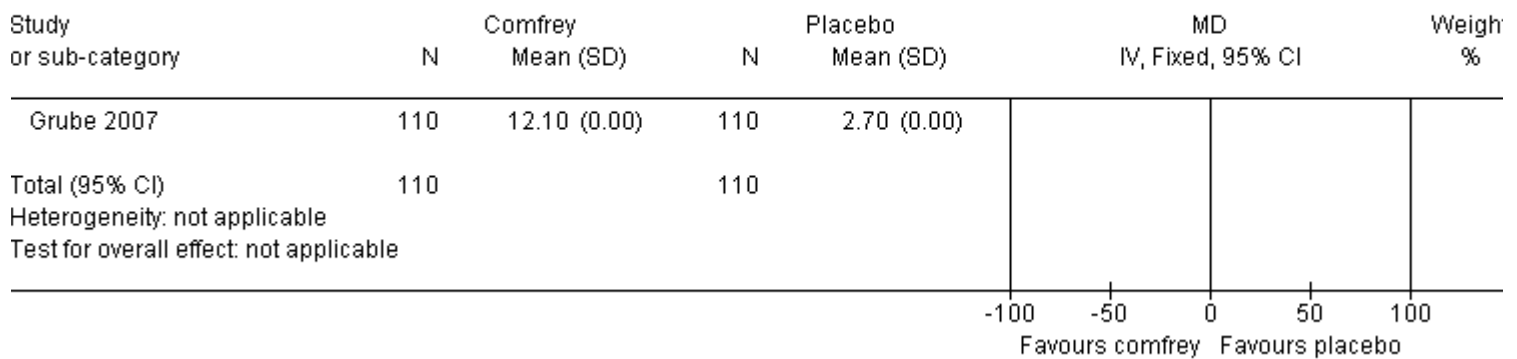 Study Comfrey Placebo MD Weigh
or sub-category N Mean (SD) N Mean (SD) IV, Fixed, 95% CI %
Grube 2007 110 12.10 (0.00) 110 2.70 (0.00)
Total (95% CI) 110 110
Heterogeneity: not applicable
Test for overall effect: not applicable
-100 -50 0 50 100
Favours comfrey Favours placebo